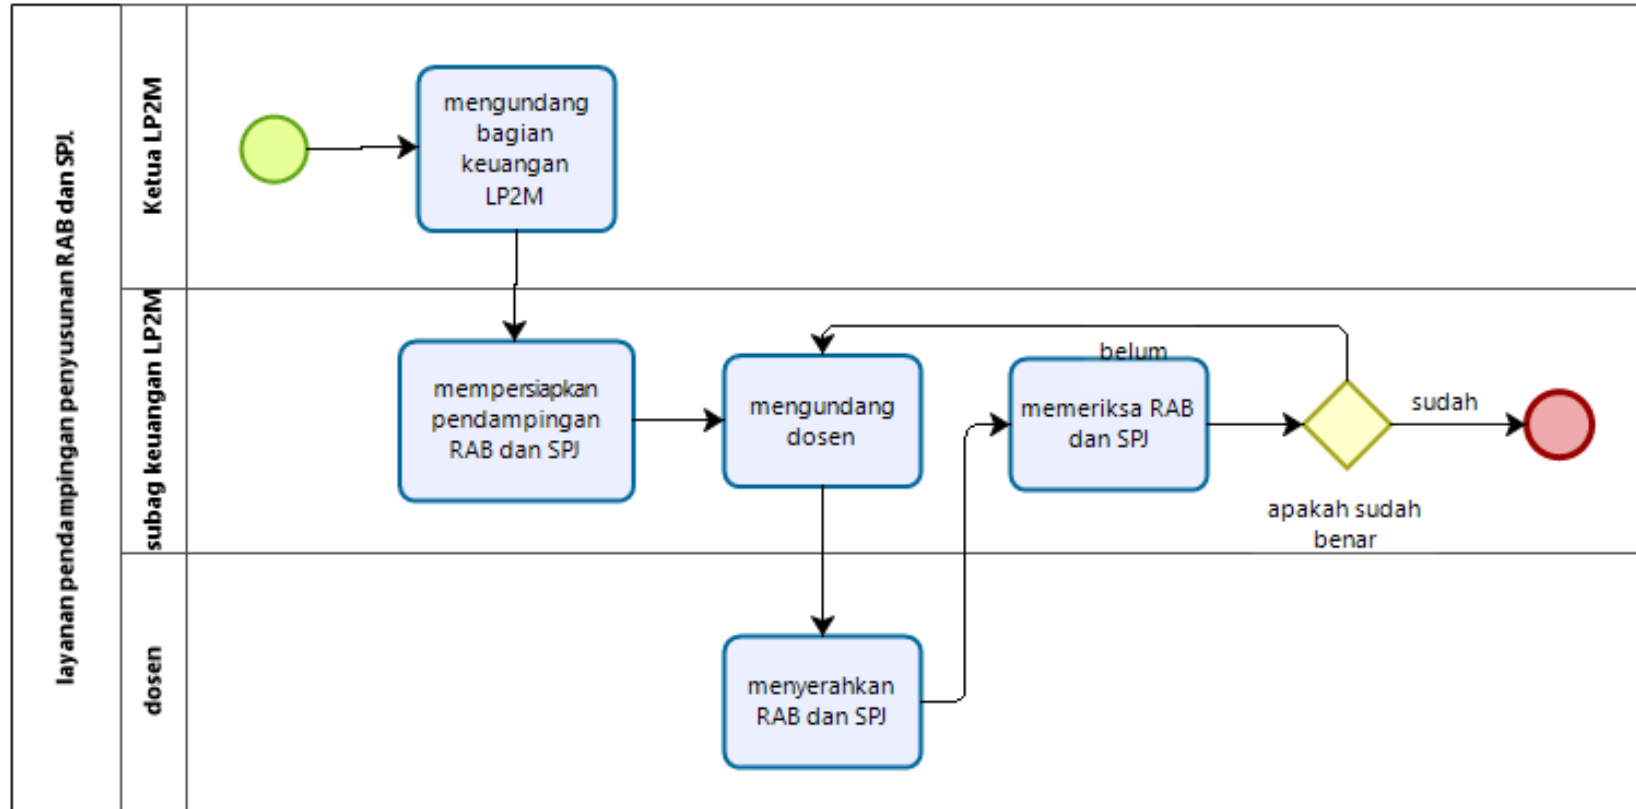 layanan pendampingan penyusunan RAB dan SPJ.
Ketua LP2M
mengundang
bagian
keuangan
LP2M
subag keuangan LP2M
mempersiapkan
pendampingan
RAB dan SPJ
mengundang
dosen
belum
memeriksa RAB
dan SPJ
sudah
apakah sudah
benar
dosen
menyerahkan
RAB dan SPJ